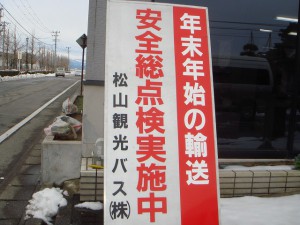 年末年始の輸送
安全総点検実施中
松山観光バス㈱